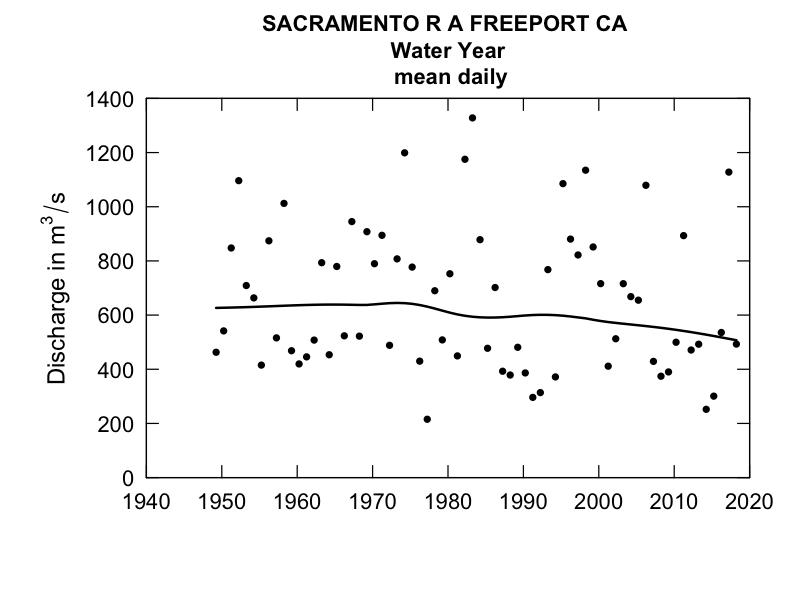 SACRAMENTO R A FREEPORT CA
Water Year
mean daily
Discharge in m³/s
1400
1200
1000
800
600
400
200
0
1940 1950 1960 1970 1980 1990 2000 2010 2020